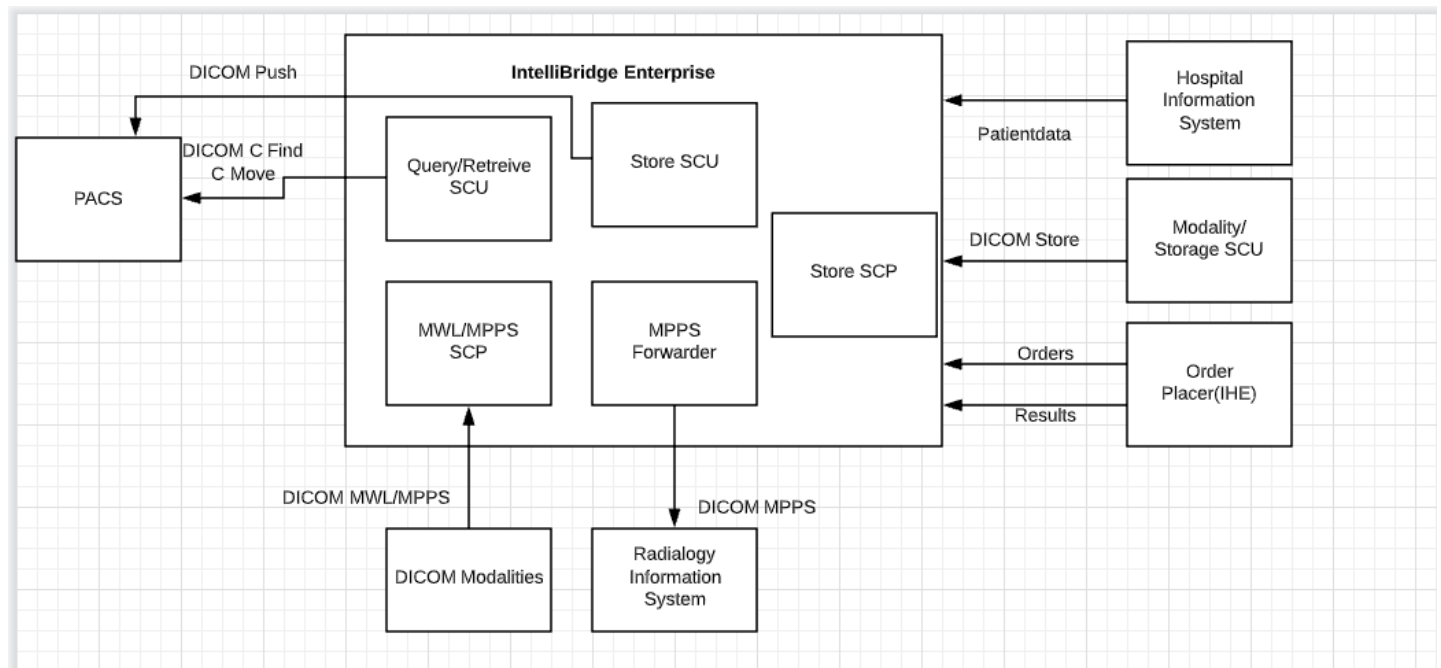 IntelliBridge Enterprise
DICOM Push
DICOM C Find
C Move
PACS
Query/Retreive
SCU
Store SCU
Store SCP
MWL/MPPS
SCP
MPPS
Forwarder
Hospital
Information
System
Patientdata
Modality/
Storage SCU
DICOM Store
Orders
Order
Placer(IHE)
Results
DICOM MWL/MPPS
DICOM MPPS
DICOM Modalities
Radialogy
Information
System